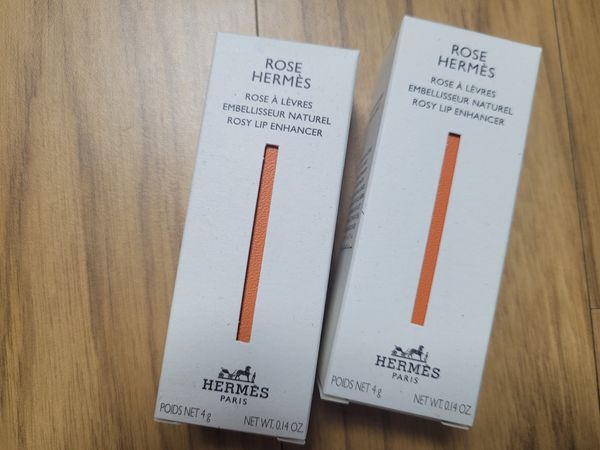 ROSE
HERMÈS
ROSE À LÈVRES
EMBELLISSEUR NATUREL
ROSY LIP ENHANCER
HERMÈS
PARIS
POIDS NET 4 g
NET WT. 0.14 OZ
ROSE
HERMÈS
ROSE À LÈVRES
EMBELLISSEUR NATUREL
ROSY LIP ENHANCER
HERMÈS
PARIS
POIDS NET 4 g
NET WT. 0.14 OZ